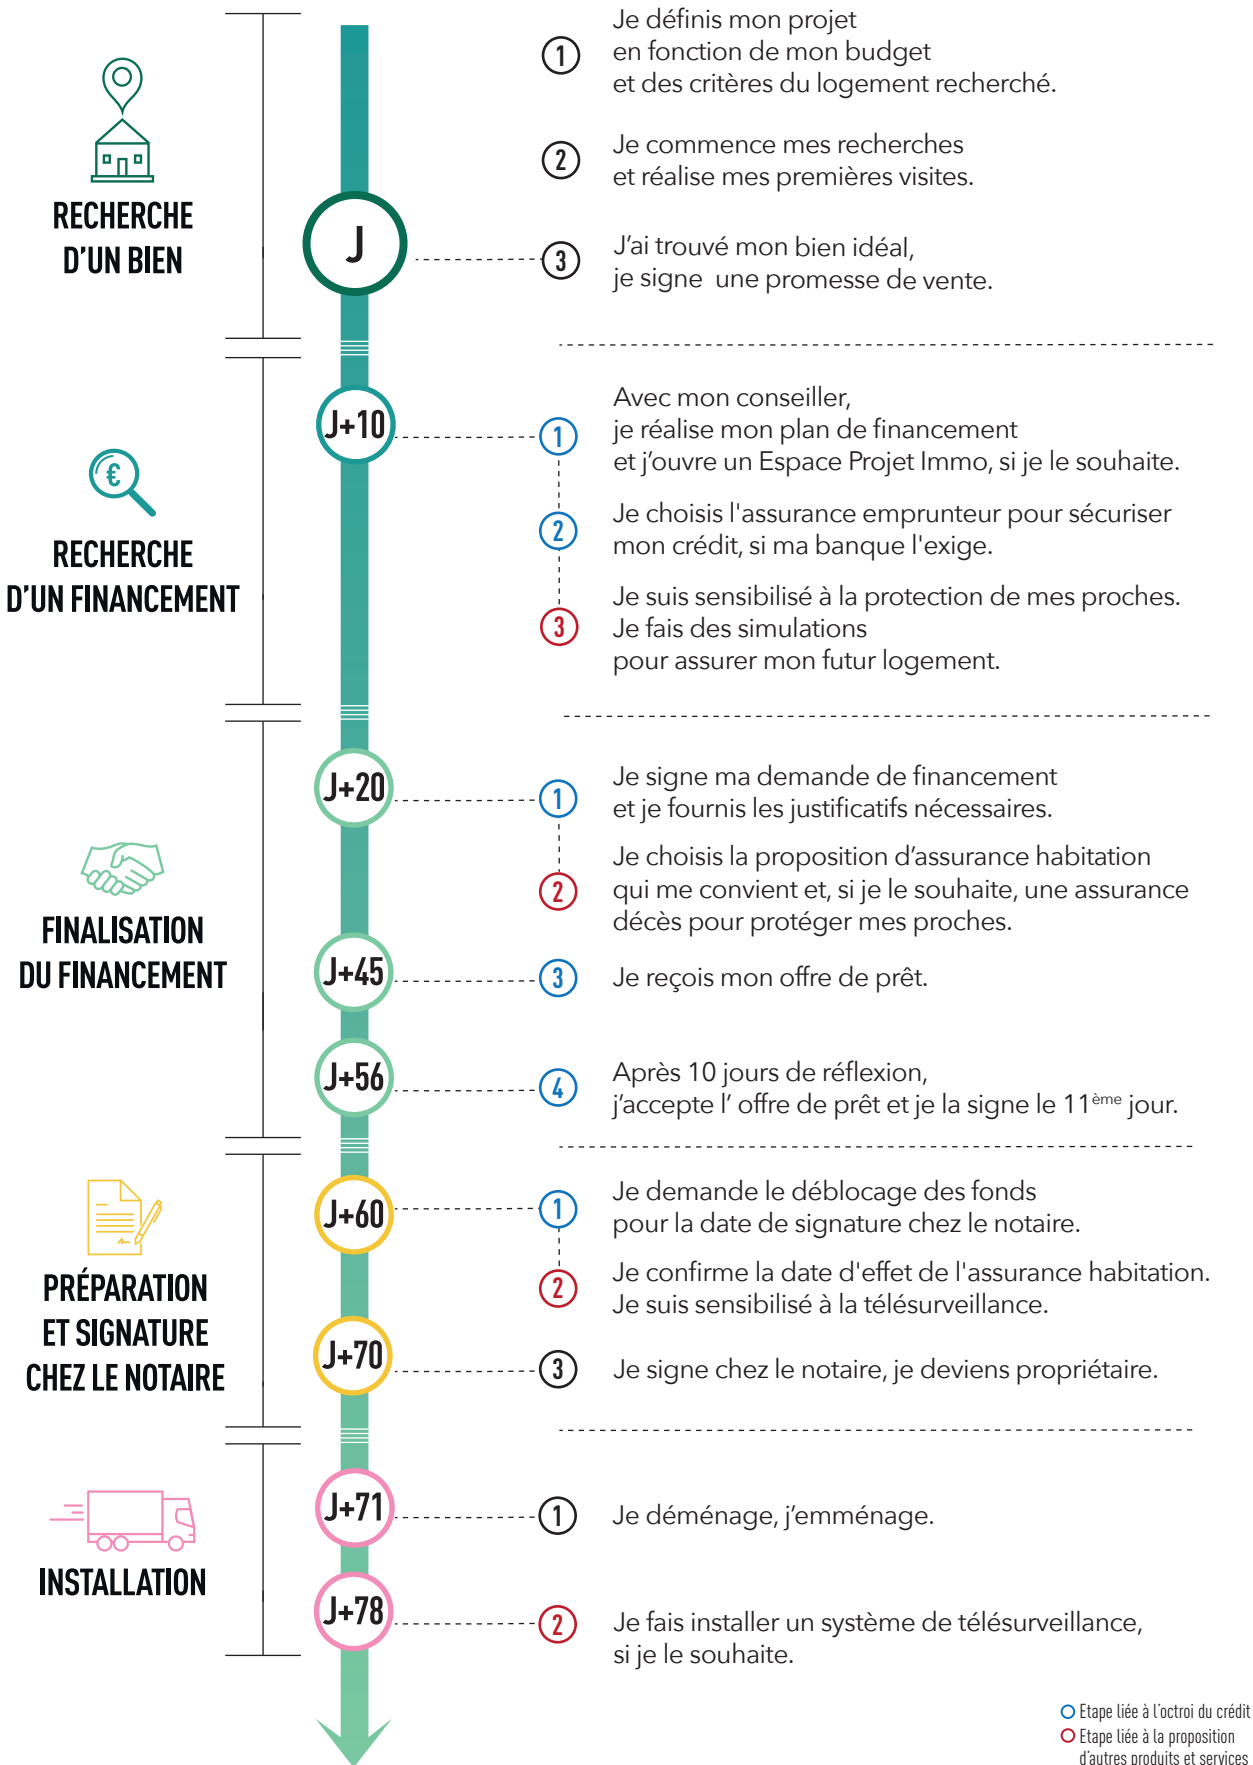 RECHERCHE
D'UN BIEN
J
1
Je définis mon projet
en fonction de mon budget
et des critères du logement recherché.
2
Je commence mes recherches
et réalise mes premières visites.
3
J'ai trouvé mon bien idéal,
je signe une promesse de vente.
RECHERCHE
D'UN FINANCEMENT
€
J+10
1
Avec mon conseiller,
je réalise mon plan de financement
et j'ouvre un Espace Projet Immo, si je le souhaite.
2
Je choisis l'assurance emprunteur pour sécuriser
mon crédit, si ma banque l'exige.
3
Je suis sensibilisé à la protection de mes proches.
Je fais des simulations
pour assurer mon futur logement.
FINALISATION
DU FINANCEMENT
J+20
1
Je signe ma demande de financement
et je fournis les justificatifs nécessaires.
2
Je choisis la proposition d'assurance habitation
qui me convient et, si je le souhaite, une assurance
décès pour protéger mes proches.
J+45
3
Je reçois mon offre de prêt.
J+56
4
Après 10 jours de réflexion,
j'accepte l' offre de prêt et je la signe le 11ème jour.
PRÉPARATION
ET SIGNATURE
CHEZ LE NOTAIRE
J+60
1
Je demande le déblocage des fonds
pour la date de signature chez le notaire.
2
Je confirme la date d'effet de l'assurance habitation.
Je suis sensibilisé à la télésurveillance.
J+70
3
Je signe chez le notaire, je deviens propriétaire.
INSTALLATION
J+71
1
Je déménage, j'emménage.
J+78
2
Je fais installer un système de télésurveillance,
si je le souhaite.
Etape liée à l'octroi du crédit
Etape liée à la proposition
d'autres produits et services